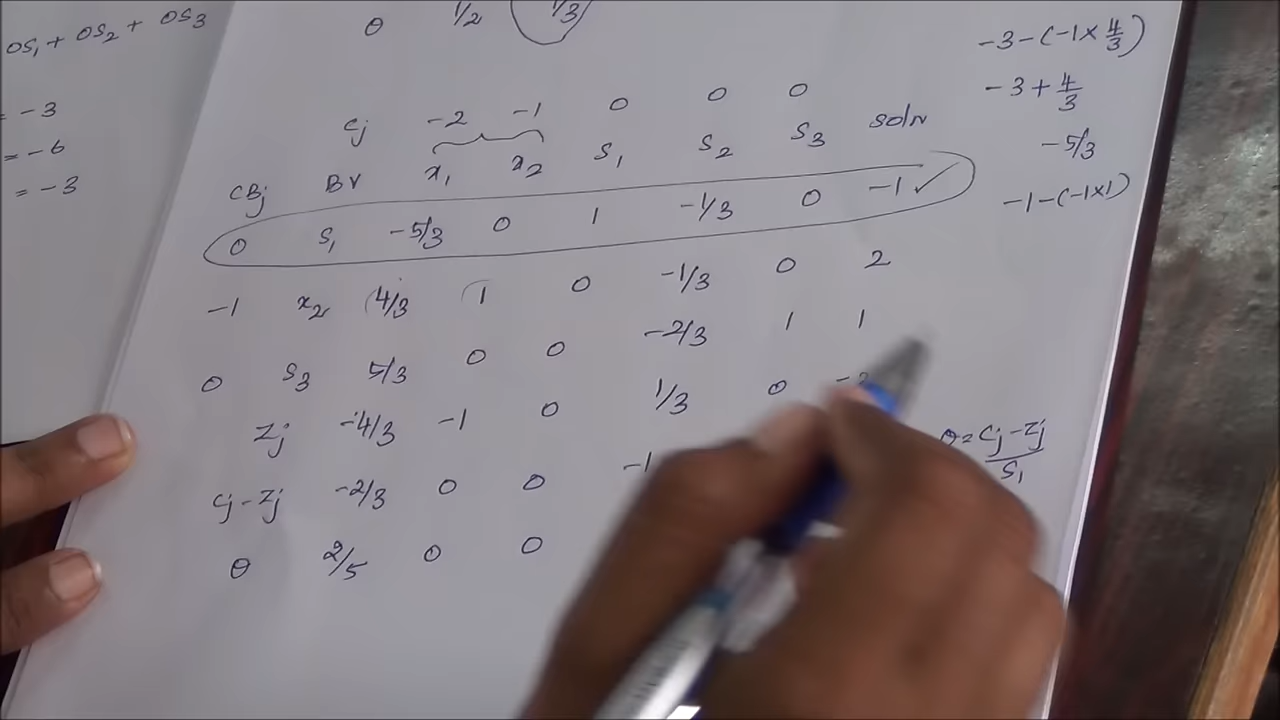 OS₁ + OS₂ + OS₃
= -3
= -6
= -3
θ 1/2 1/3
Cj -2 -1 0 0 0
CBj BV x₁ x₂ S₁ S₂ S₃ soln
0 S₁ -5/3 0 1 -1/3 0 -1 ✓
-1 x₂ 4/3 1 0 -1/3 0 2
0 S₃ 5/3 0 0 -2/3 1 1
Zj -4/3 -1 0 1/3 0
Cj - Zj -2/3 0 0
θ 2/5 0 0
-3-(-1×4/3)
-3+4/3
-5/3
-1-(-1×1)
θ = Cj - Zj / S₁